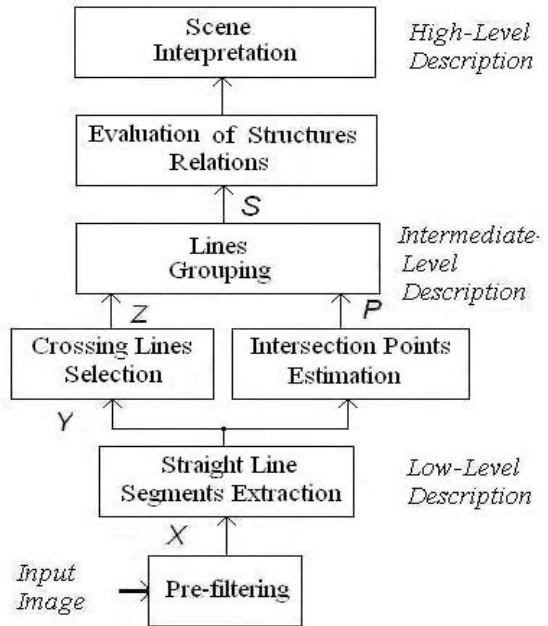 Scene
Interpretation
High-Level
Description
Evaluation of Structures
Relations
S
Lines
Grouping
Intermediate-
Level
Description
Z
P
Crossing Lines
Selection
Intersection Points
Estimation
Y
Straight Line
Segments Extraction
Low-Level
Description
X
Input
Image
Pre-filtering